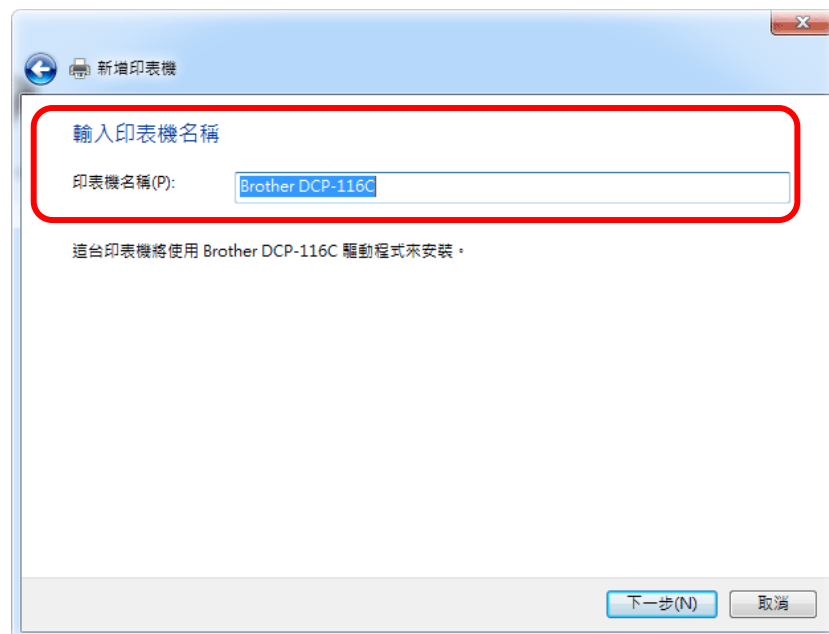 新增印表機
輸入印表機名稱
印表機名稱(P):
Brother DCP-116C
這台印表機將使用 Brother DCP-116C 驅動程式來安裝。
下一步(N)
取消